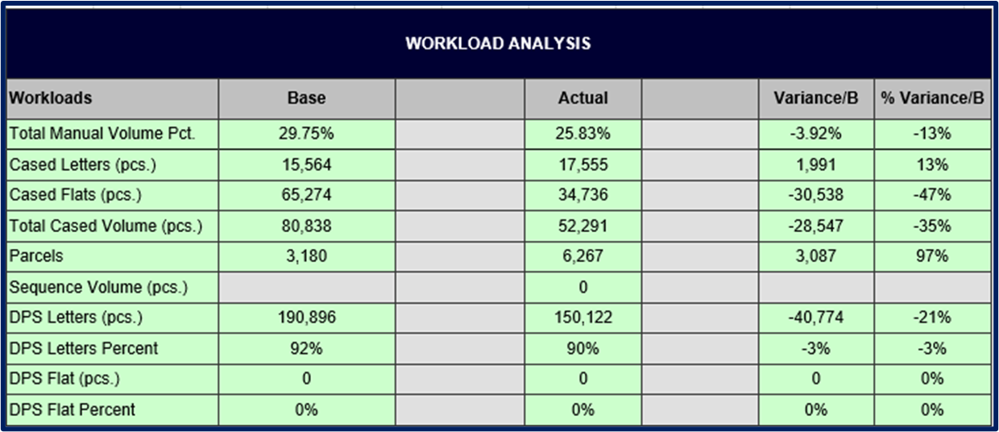 WORKLOAD ANALYSIS
Workloads Base Actual Variance/B % Variance/B
Total Manual Volume Pct. 29.75% 25.83% -3.92% -13%
Cased Letters (pcs.) 15,564 17,555 1,991 13%
Cased Flats (pcs.) 65,274 34,736 -30,538 -47%
Total Cased Volume (pcs.) 80,838 52,291 -28,547 -35%
Parcels 3,180 6,267 3,087 97%
Sequence Volume (pcs.) 0
DPS Letters (pcs.) 190,896 150,122 -40,774 -21%
DPS Letters Percent 92% 90% -3% -3%
DPS Flat (pcs.) 0 0 0 0%
DPS Flat Percent 0% 0% 0% 0%